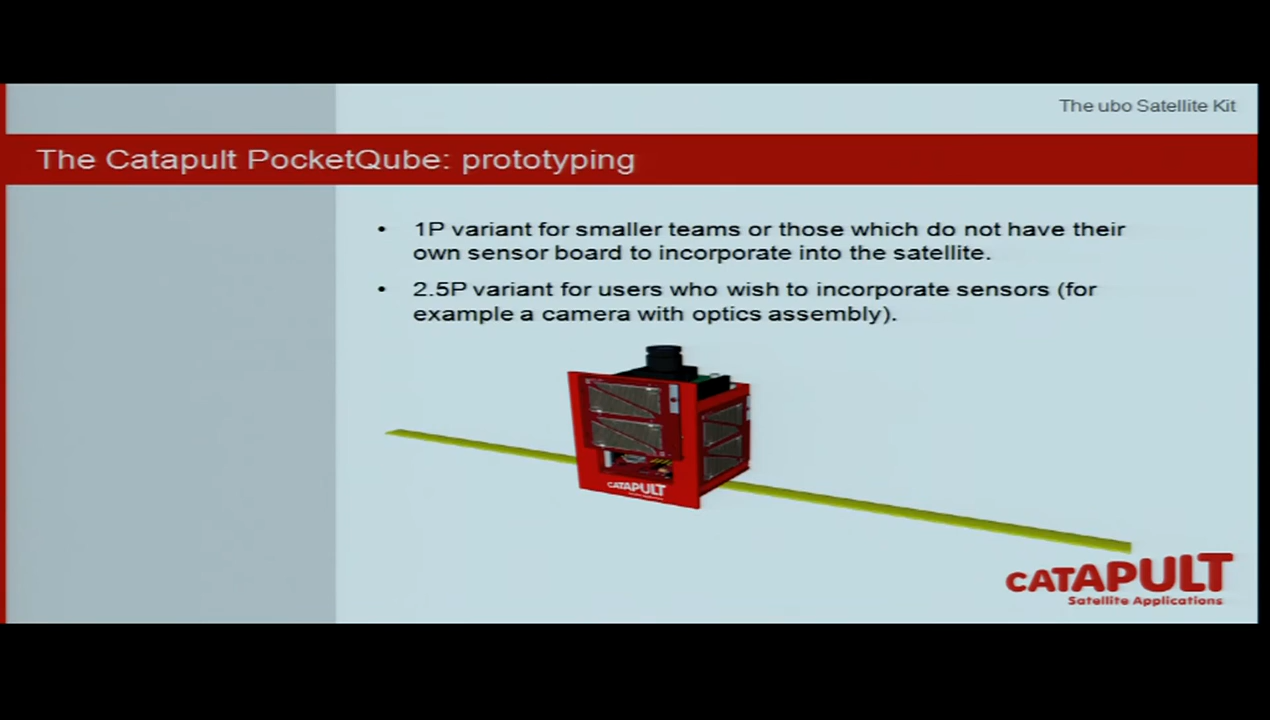 The ubo Satellite Kit
The Catapult PocketQube: prototyping
• 1P variant for smaller teams or those which do not have their
own sensor board to incorporate into the satellite.
• 2.5P variant for users who wish to incorporate sensors (for
example a camera with optics assembly).
CATAPULT
CATAPULT
Satellite Applications